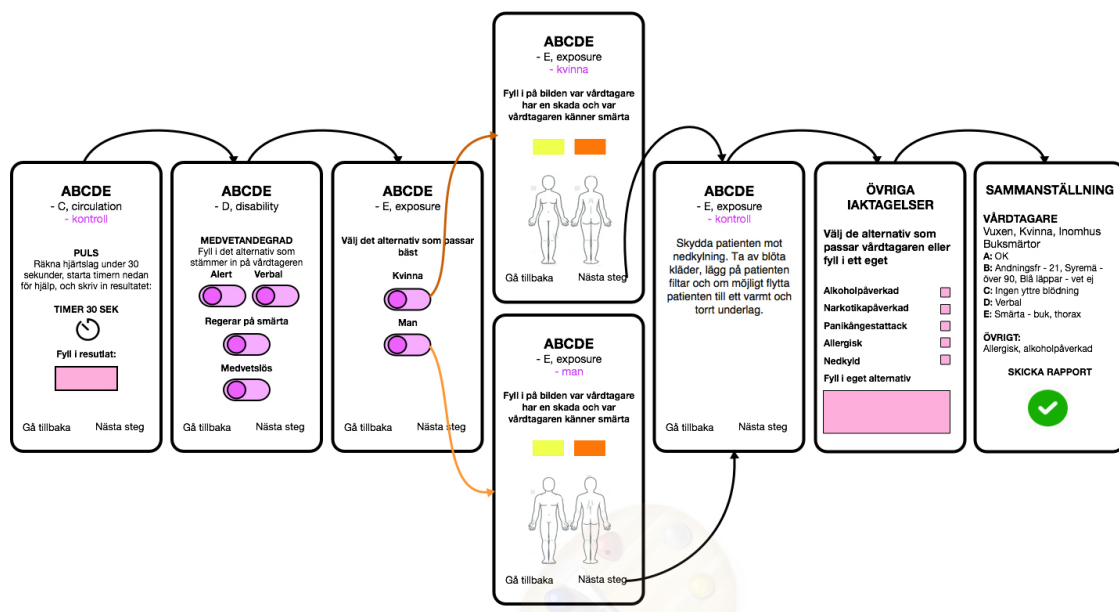 ABCDE
- C, circulation
- kontroll
PULS
Räkna hjärtslag under 30
sekunder, starta timern nedan
för hjälp, och skriv in resultatet:
TIMER 30 SEK
Fyll i resutlat:
Gå tillbaka
Nästa steg
ABCDE
- D, disability
MEDVETANDEGRAD
Fyll i det alternativ som
stämmer in på vårdtageren
Alert
Verbal
Regerar på smärta
Medvetslös
Gå tillbaka
Nästa steg
ABCDE
- E, exposure
Välj det alternativ som passar
bäst
Kvinna
Man
Gå tillbaka
Nästa steg
ABCDE
- E, exposure
- kvinna
Fyll i på bilden var vårdtagare
har en skada och var
vårdtagaren känner smärta
Gå tillbaka
Nästa steg
ABCDE
- E, exposure
- man
Fyll i på bilden var vårdtagare
har en skada och var
vårdtagaren känner smärta
Gå tillbaka
Nästa steg
ABCDE
- E, exposure
- kontroll
Skydda patienten mot
nedkylning. Ta av blöta
kläder, lägg på patienten
filtar och om möjligt flytta
patienten till ett varmt och
torrt underlag.
Gå tillbaka
Nästa steg
ÖVRIGA
IAKTAGELSER
Välj de alternativ som
passar vårdtagaren eller
fyll i ett eget
Alkoholpåverkad
Narkotikapåverkad
Panikångestattack
Allergisk
Nedkyld
Fyll i eget alternativ
SAMMANSTÄLLNING
VÅRDTAGARE
Vuxen, Kvinna, Inomhus
Buksmärtor
A: OK
B: Andningsfr - 21, Syremä -
över 90, Blå läppar - vet ej
C: Ingen yttre blödning
D: Verbal
E: Smärta - buk, thorax
ÖVRIGT:
Allergisk, alkoholpåverkad
SKICKA RAPPORT